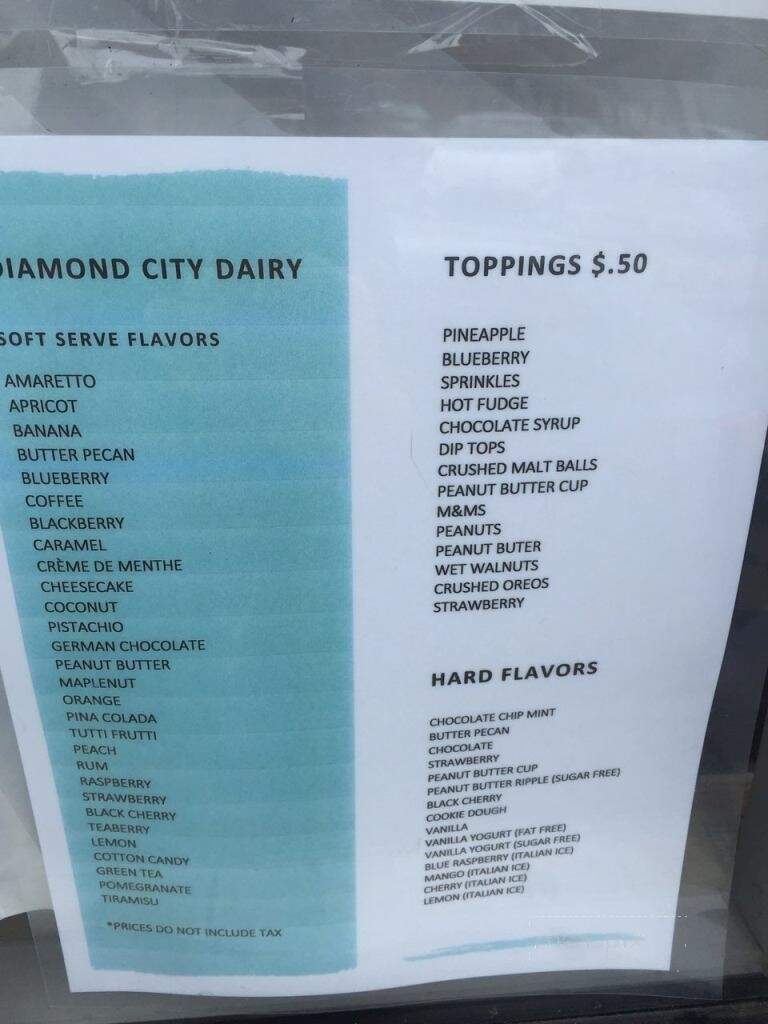 DIAMOND CITY DAIRY
SOFT SERVE FLAVORS
AMARETTO
APRICOT
BANANA
BUTTER PECAN
BLUEBERRY
COFFEE
BLACKBERRY
CARAMEL
CRÈME DE MENTHE
CHEESECAKE
COCONUT
PISTACHIO
GERMAN CHOCOLATE
PEANUT BUTTER
MAPLENUT
ORANGE
PINA COLADA
TUTTI FRUTTI
PEACH
RUM
RASPBERRY
STRAWBERRY
BLACK CHERRY
TEABERRY
LEMON
COTTON CANDY
GREEN TEA
POMEGRANATE
TIRAMISU
*PRICES DO NOT INCLUDE TAX
TOPPINGS $.50
PINEAPPLE
BLUEBERRY
SPRINKLES
HOT FUDGE
CHOCOLATE SYRUP
DIP TOPS
CRUSHED MALT BALLS
PEANUT BUTTER CUP
M&MS
PEANUTS
PEANUT BUTER
WET WALNUTS
CRUSHED OREOS
STRAWBERRY
HARD FLAVORS
CHOCOLATE CHIP MINT
BUTTER PECAN
CHOCOLATE
STRAWBERRY
PEANUT BUTTER CUP
PEANUT BUTTER RIPPLE (SUGAR FREE)
BLACK CHERRY
COOKIE DOUGH
VANILLA
VANILLA YOGURT (FAT FREE)
VANILLA YOGURT (SUGAR FREE)
BLUE RASPBERRY (ITALIAN ICE)
MANGO (ITALIAN ICE)
CHERRY (ITALIAN ICE)
LEMON (ITALIAN ICE)